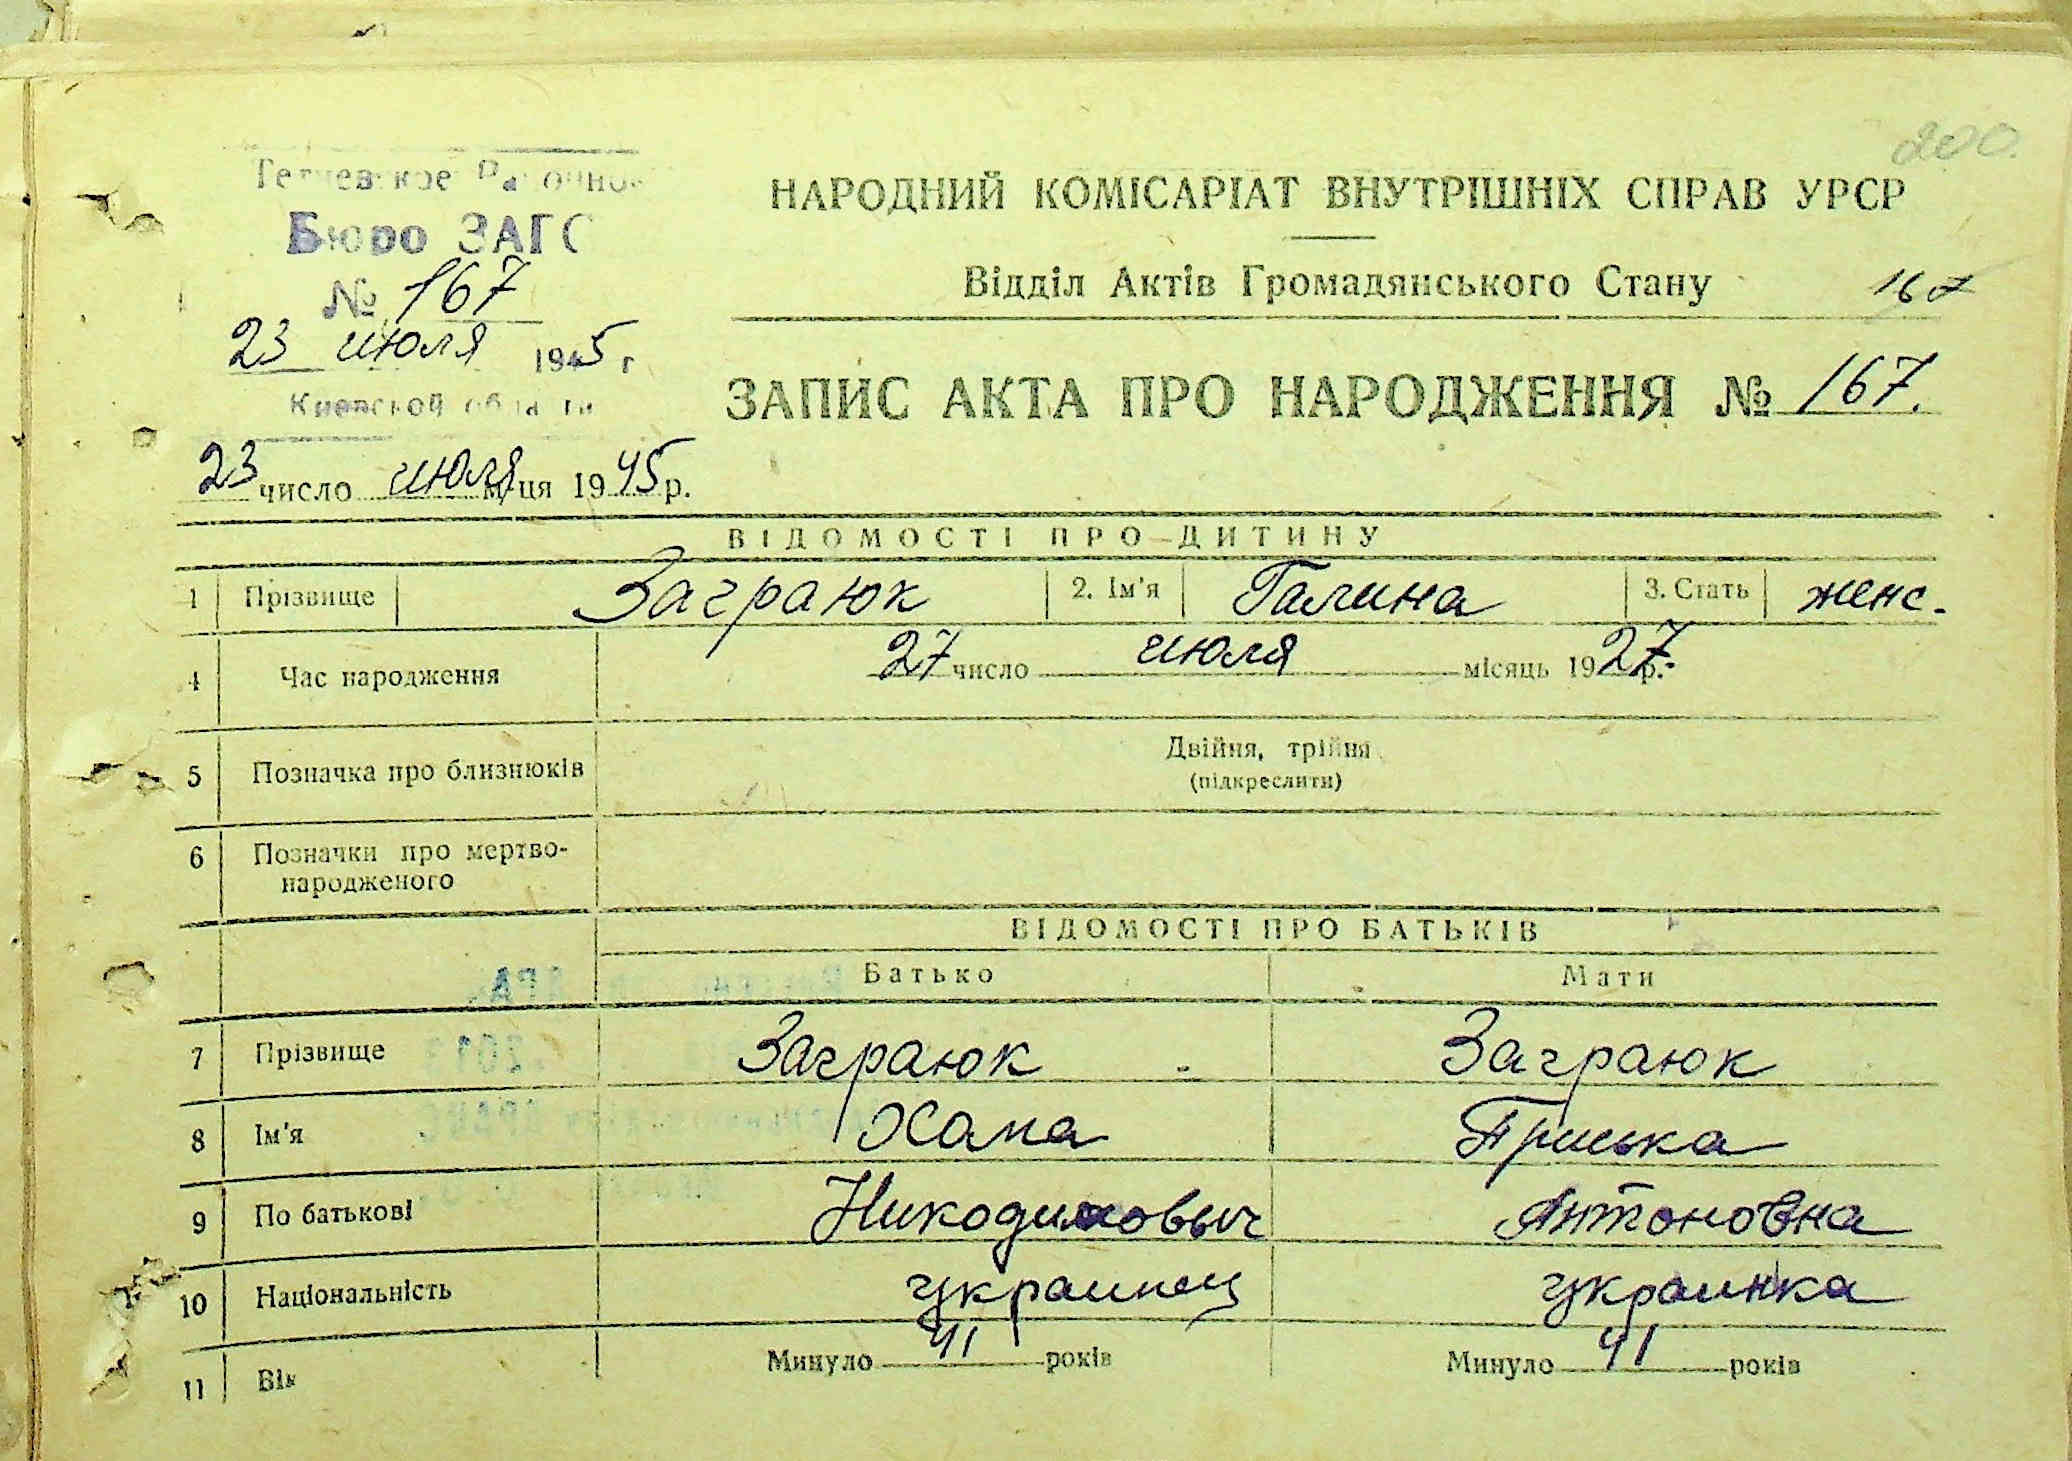 200.
Бюро ЗАГС
НАРОДНИЙ КОМІСАРІАТ ВНУТРІШНІХ СПРАВ УРСР
№ 167
Відділ Актів Громадянського Стану 167
23 июля 1945 г
Киевской области
ЗАПИС АКТА ПРО НАРОДЖЕННЯ № 167.
23 число июля м-ця 1945 р.
ВІДОМОСТІ ПРО ДИТИНУ
1 Прізвище Заграюк 2. Ім'я Галина 3. Стать женс.
4 Час народження 27 число июля місяць 1927 р.
5 Позначка про близнюків Двійня, трійня
(підкреслити)
6 Позначки про мертво-
народженого
ВІДОМОСТІ ПРО БАТЬКІВ
Батько Мати
7 Прізвище Заграюк Заграюк
8 Ім'я
9 По батькові Никодимовыч Антоновна
10 Національність украинец украинка
11 Вік Минуло 41 років Минуло 41 років